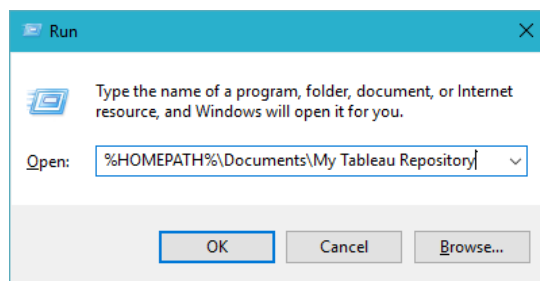 Run
Type the name of a program, folder, document, or Internet
resource, and Windows will open it for you.
Open: %HOMEPATH%\Documents\My Tableau Repository
OK Cancel Browse...